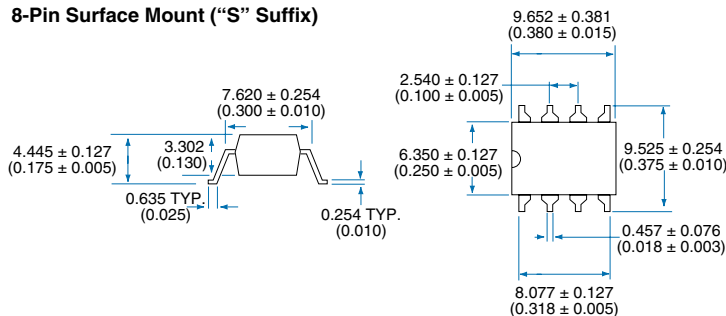 8-Pin Surface Mount (“S” Suffix)
9.652 ± 0.381
(0.380 ± 0.015)
2.540 ± 0.127
(0.100 ± 0.005)
7.620 ± 0.254
(0.300 ± 0.010)
4.445 ± 0.127
(0.175 ± 0.005)
3.302
(0.130)
6.350 ± 0.127
(0.250 ± 0.005)
9.525 ± 0.254
(0.375 ± 0.010)
0.635 TYP.
(0.025)
0.254 TYP.
(0.010)
0.457 ± 0.076
(0.018 ± 0.003)
8.077 ± 0.127
(0.318 ± 0.005)